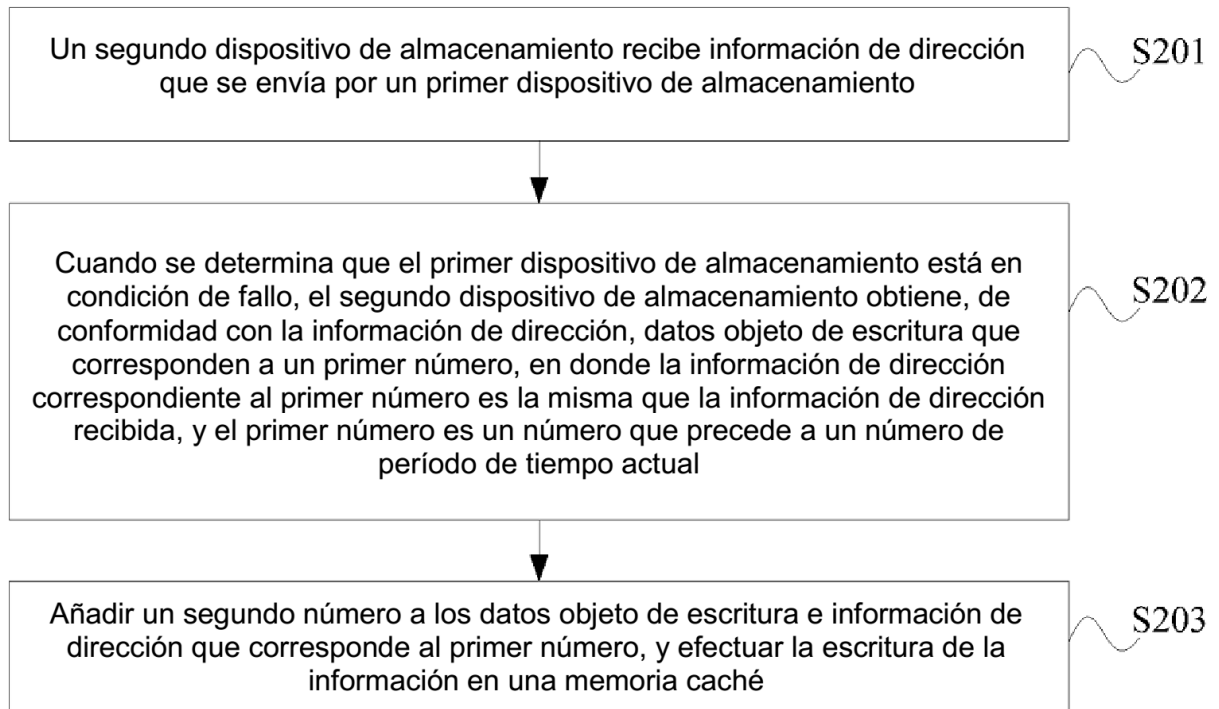 Un segundo dispositivo de almacenamiento recibe información de dirección
que se envía por un primer dispositivo de almacenamiento
S201
Cuando se determina que el primer dispositivo de almacenamiento está en
condición de fallo, el segundo dispositivo de almacenamiento obtiene, de
conformidad con la información de dirección, datos objeto de escritura que
corresponden a un primer número, en donde la información de dirección
correspondiente al primer número es la misma que la información de dirección
recibida, y el primer número es un número que precede a un número de
período de tiempo actual
S202
Añadir un segundo número a los datos objeto de escritura e información de
dirección que corresponde al primer número, y efectuar la escritura de la
información en una memoria caché
S203